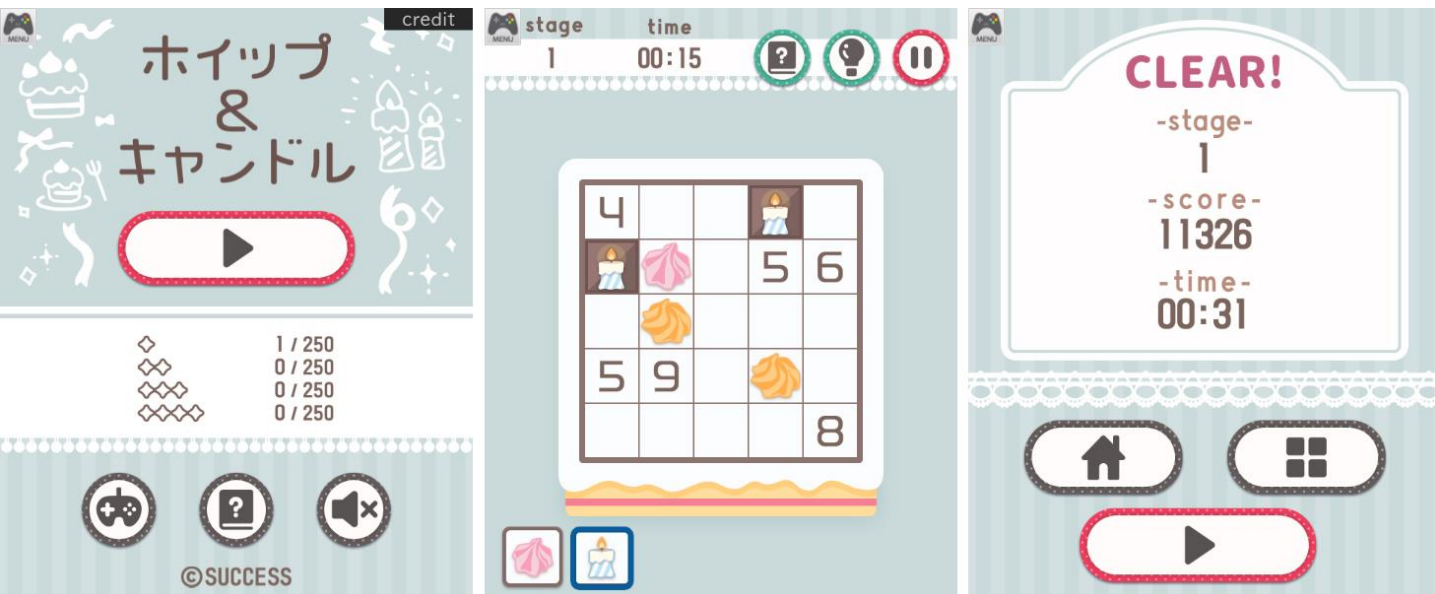 MENU
credit
ホイップ
&
キャンドル
1 / 250
0 / 250
0 / 250
0 / 250
?
©SUCCESS
MENU
stage
time
1
00:15
?
4
5 6
5 9
8
MENU
CLEAR!
-stage-
1
-score-
11326
-time-
00:31